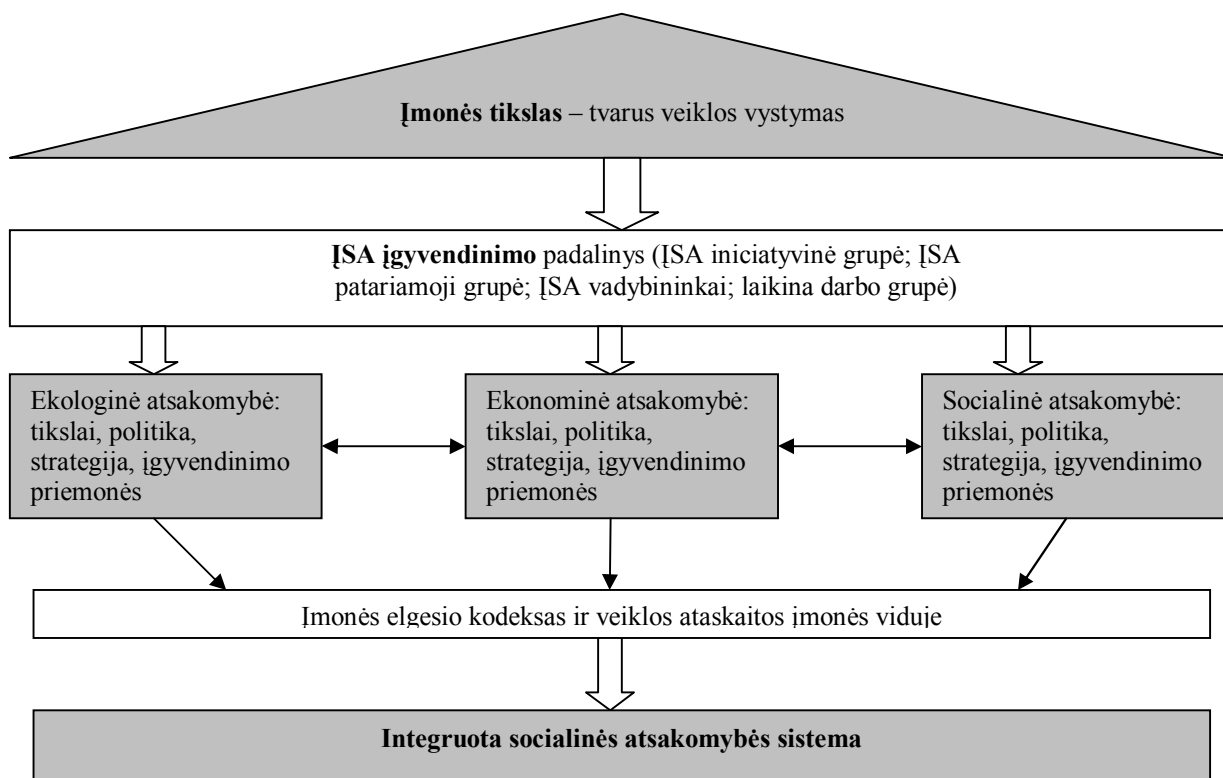 Įmonės tikslas – tvarus veiklos vystymas
ĮSA įgyvendinimo padalinys (ĮSA iniciatyvinė grupė; ĮSA
patariamoji grupė; ĮSA vadybininkai; laikina darbo grupė)
Ekologinė atsakomybė:
tikslai, politika,
strategija, įgyvendinimo
priemonės
Ekonominė atsakomybė:
tikslai, politika,
strategija, įgyvendinimo
priemonės
Socialinė atsakomybė:
tikslai, politika,
strategija, įgyvendinimo
priemonės
Įmonės elgesio kodeksas ir veiklos ataskaitos įmonės viduje
Integruota socialinės atsakomybės sistema